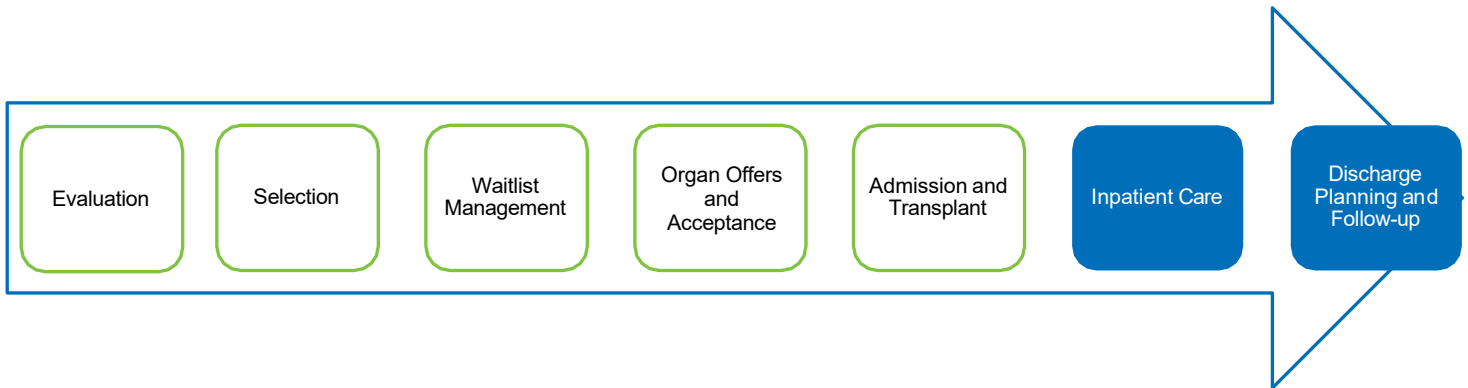 Evaluation
Selection
Waitlist
Management
Organ Offers
and
Acceptance
Admission and
Transplant
Inpatient Care
Discharge
Planning and
Follow-up